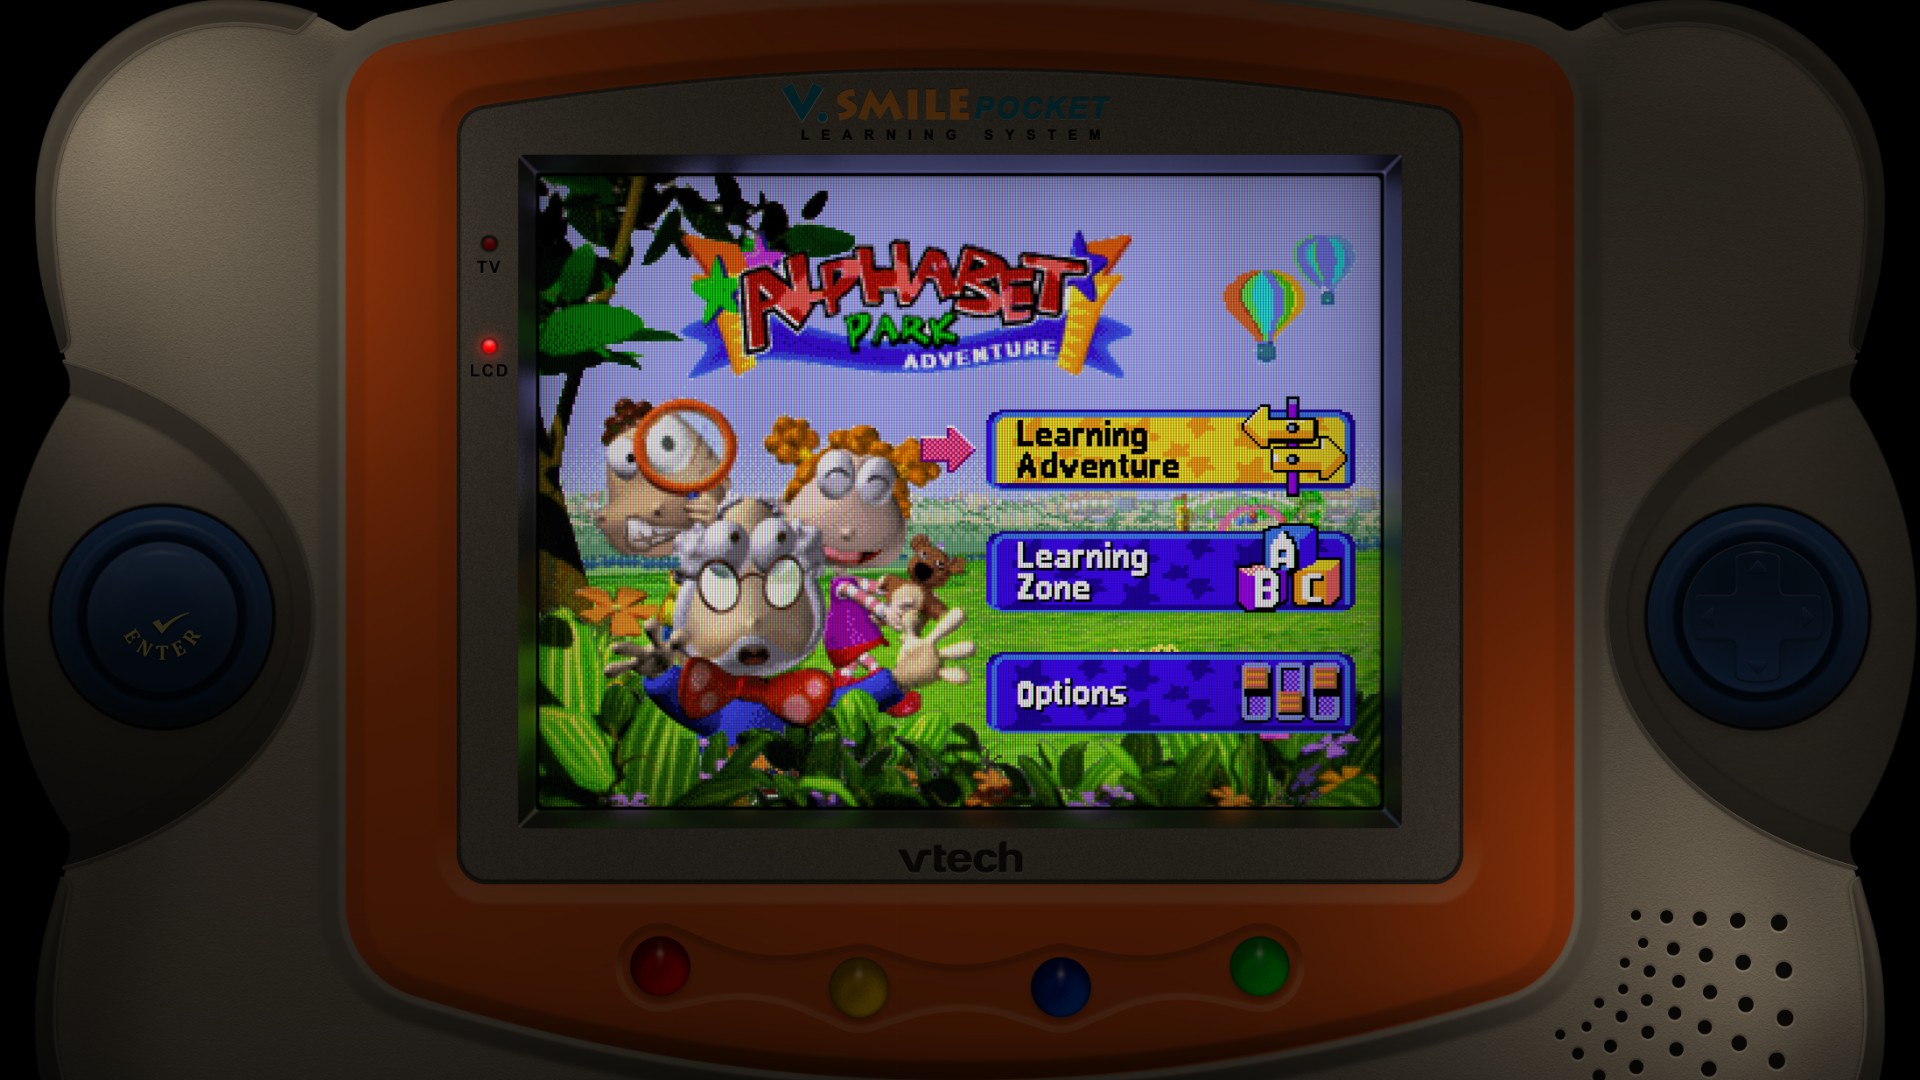 V.SMILE POCKET
LEARNING SYSTEM
TV
LCD
ALPHABET
PARK
ADVENTURE
Learning
Adventure
Learning
Zone
A
B C
Options
ENTER
vtech